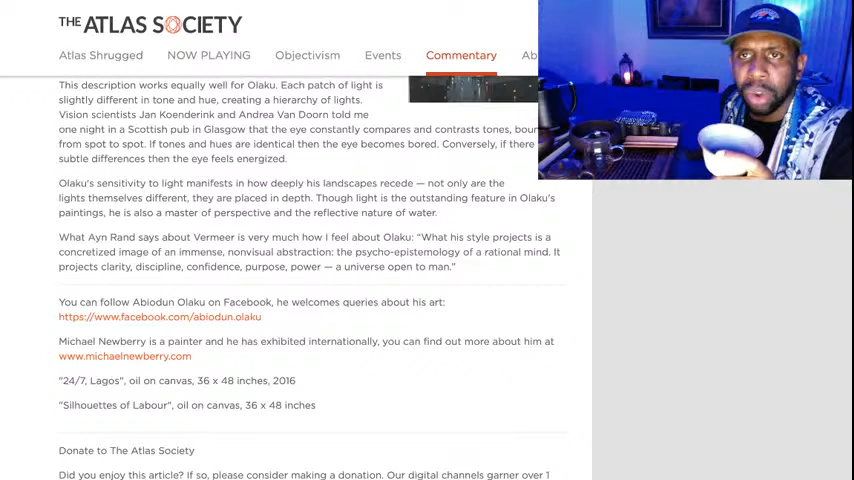 THE ATLAS SOCIETY
Atlas Shrugged NOW PLAYING Objectivism Events Commentary Ab
This description works equally well for Olaku. Each patch of light is
slightly different in tone and hue, creating a hierarchy of lights.
Vision scientists Jan Koenderink and Andrea Van Doorn told me
one night in a Scottish pub in Glasgow that the eye constantly compares and contrasts tones,
from spot to spot. If tones and hues are identical then the eye becomes bored. Conversely, if there
subtle differences then the eye feels energized.
Olaku's sensitivity to light manifests in how deeply his landscapes recede — not only are the
lights themselves different, they are placed in depth. Though light is the outstanding feature in Olaku's
paintings, he is also a master of perspective and the reflective nature of water.
What Ayn Rand says about Vermeer is very much how I feel about Olaku: “What his style projects is a
concretized image of an immense, nonvisual abstraction: the psycho-epistemology of a rational mind. It
projects clarity, discipline, confidence, purpose, power — a universe open to man.”
You can follow Abiodun Olaku on Facebook, he welcomes queries about his art:
https://www.facebook.com/abiodun.olaku
Michael Newberry is a painter and he has exhibited internationally, you can find out more about him at
www.michaelnewberry.com
"24/7, Lagos", oil on canvas, 36 x 48 inches, 2016
"Silhouettes of Labour", oil on canvas, 36 x 48 inches
Donate to The Atlas Society
Did you enjoy this article? If so, please consider making a donation. Our digital channels garner over 1